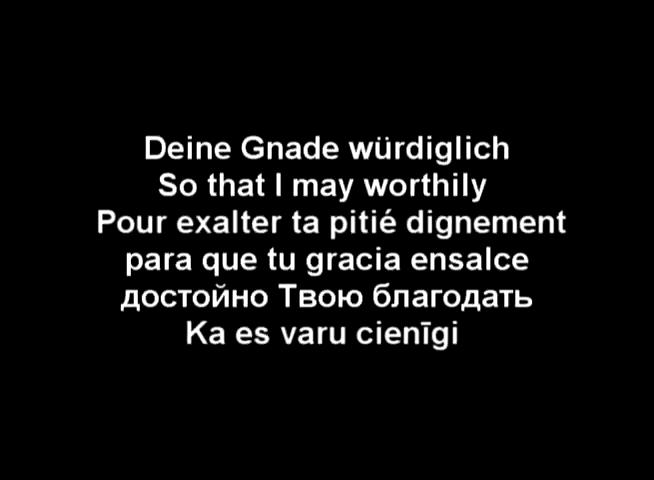 Deine Gnade würdiglich
So that I may worthily
Pour exalter ta pitié dignement
para que tu gracia ensalce
достойно Твою благодать
Ka es varu cienīgi